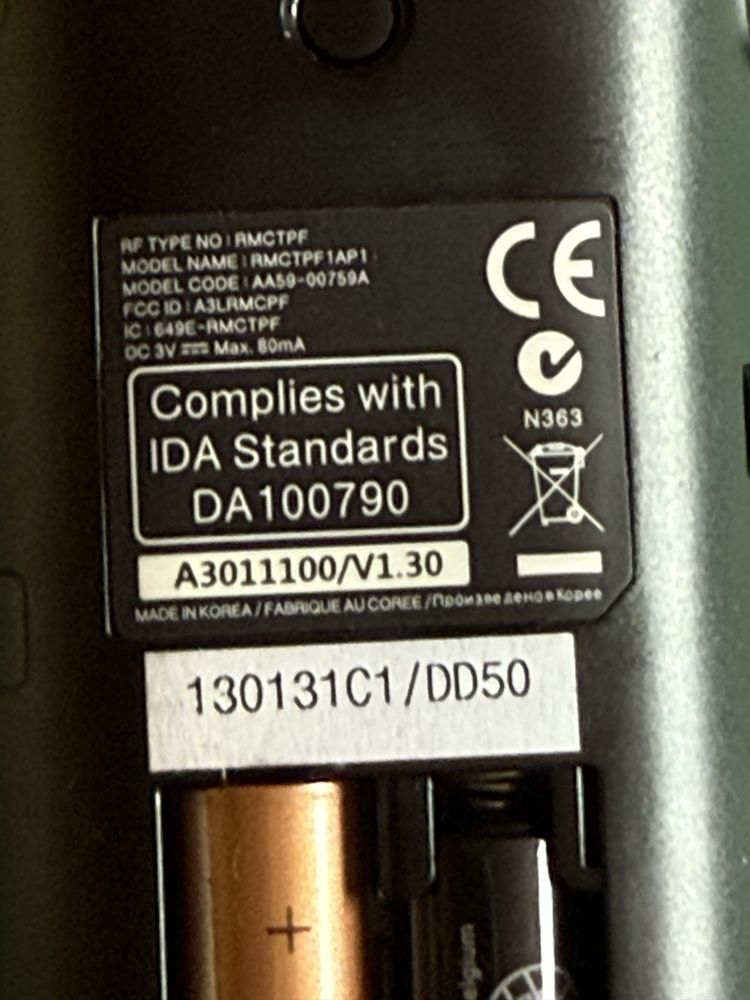 RF TYPE NO : RMCTPF
MODEL NAME : RMCTPF1AP1
MODEL CODE : AA59-00759A
FCC ID : A3LRMCPF
IC : 649E-RMCTPF
DC 3V Max. 80mA
CE
N363
Complies with
IDA Standards
DA100790
A3011100/V1.30
MADE IN KOREA / FABRIQUE AU COREE / Произведено в Корее
130131C1/DD50
+